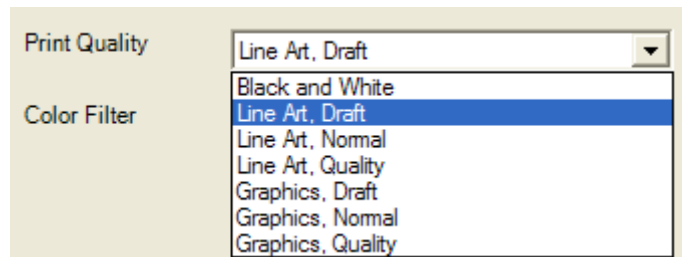 Print Quality
Line Art, Draft
Black and White
Color Filter
Line Art, Draft
Line Art, Normal
Line Art, Quality
Graphics, Draft
Graphics, Normal
Graphics, Quality